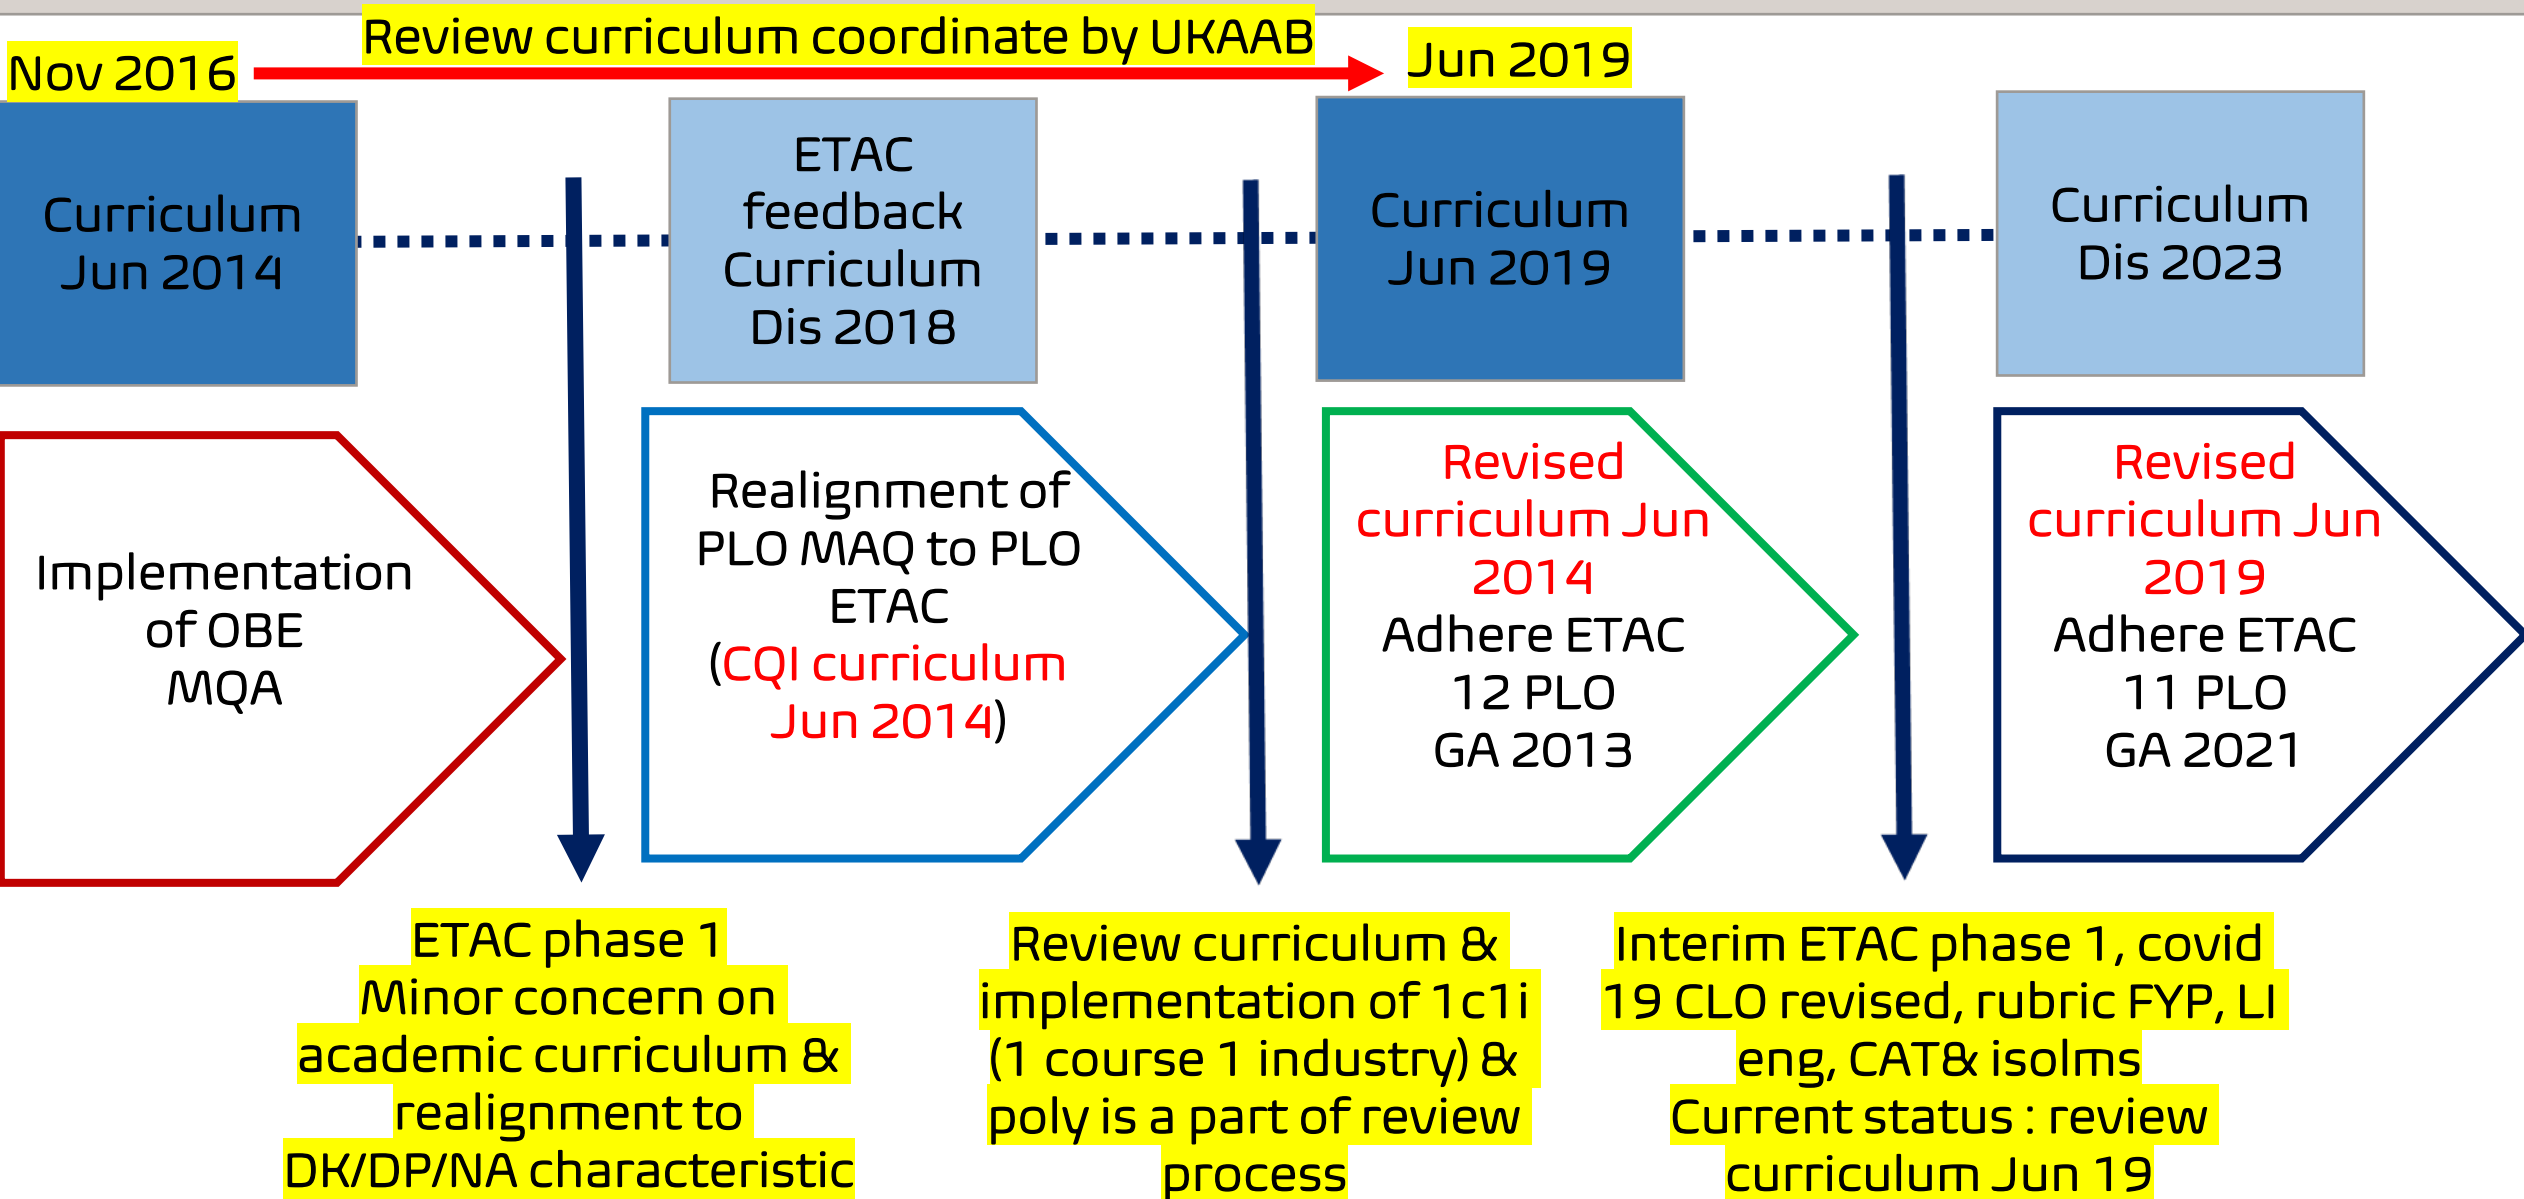 Review curriculum coordinate by UKAAB
Nov 2016
Jun 2019
Curriculum
Jun 2014
ETAC
feedback
Curriculum
Dis 2018
Curriculum
Jun 2019
Curriculum
Dis 2023
Implementation
of OBE
MQA
Realignment of
PLO MAQ to PLO
ETAC
(CQI curriculum
Jun 2014)
Revised
curriculum Jun
2014
Adhere ETAC
12 PLO
GA 2013
Revised
curriculum Jun
2019
Adhere ETAC
11 PLO
GA 2021
ETAC phase 1
Minor concern on
academic curriculum &
realignment to
DK/DP/NA characteristic
Review curriculum &
implementation of 1c1i
(1 course 1 industry) &
poly is a part of review
process
Interim ETAC phase 1, covid
19 CLO revised, rubric FYP, LI
eng, CAT& isolms
Current status : review
curriculum Jun 19